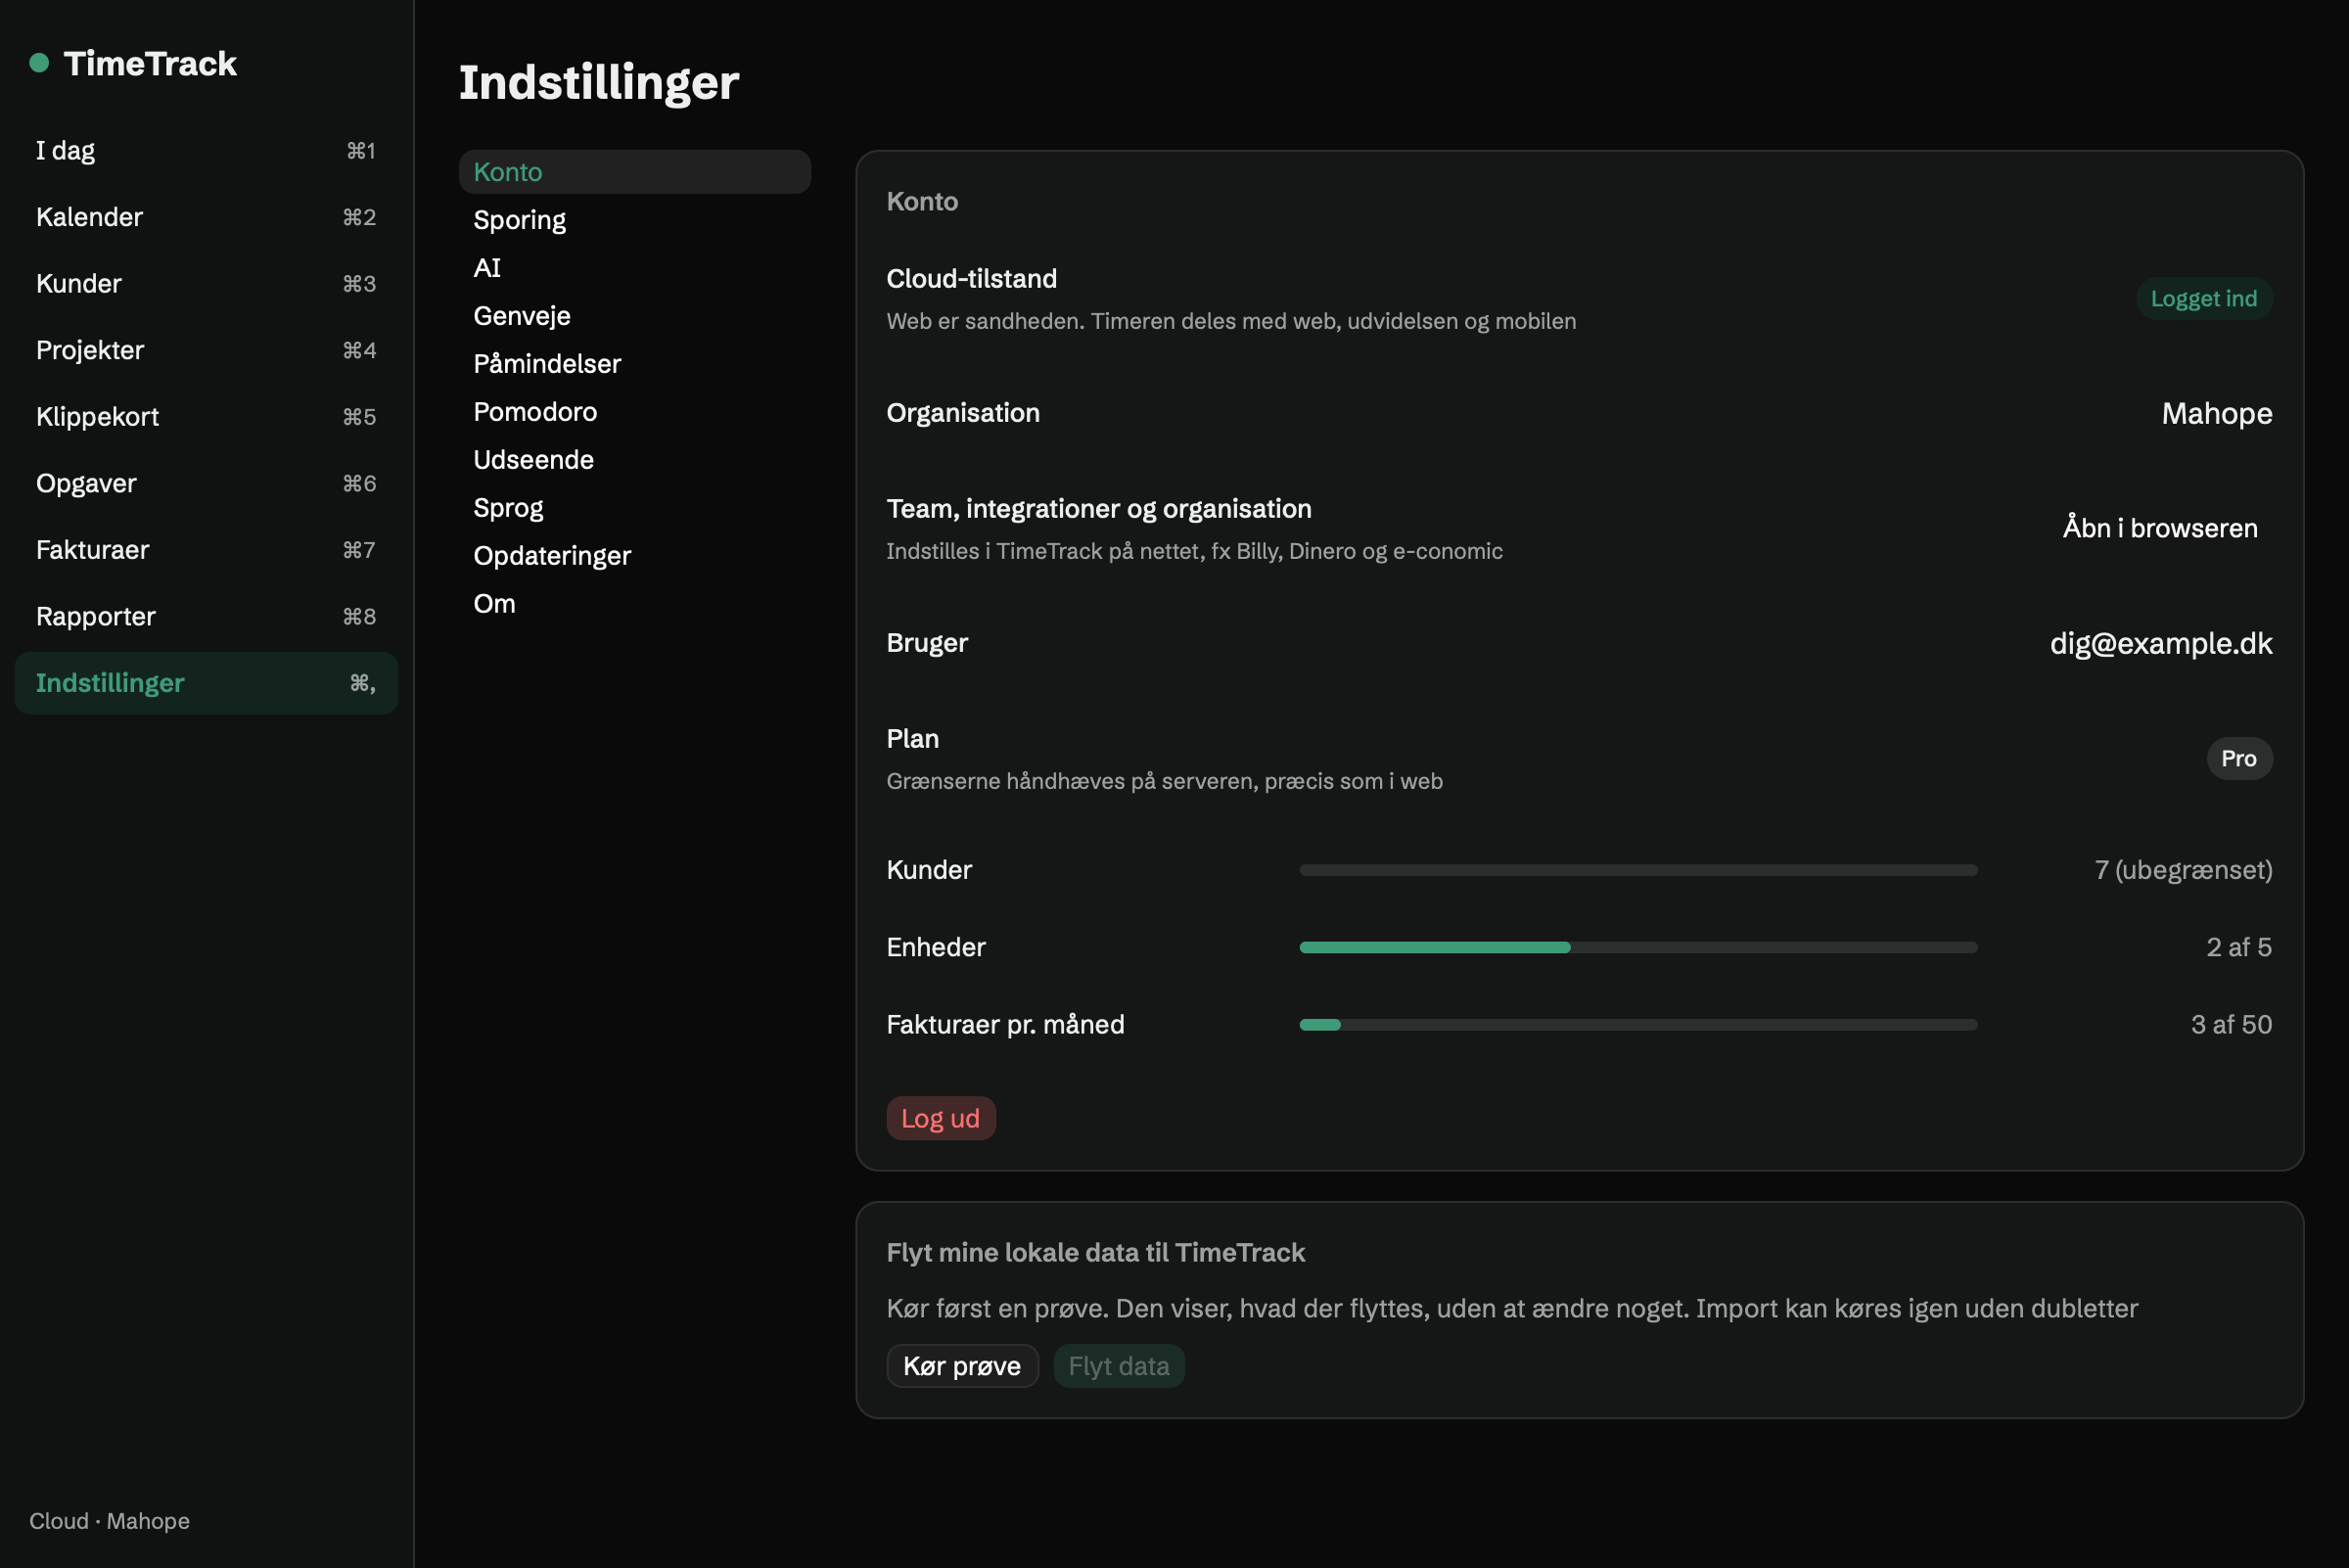 TimeTrack
I dag ⌘1
Kalender ⌘2
Kunder ⌘3
Projekter ⌘4
Klippekort ⌘5
Opgaver ⌘6
Fakturaer ⌘7
Rapporter ⌘8
Indstillinger ⌘,
Cloud · Mahope
Indstillinger
Konto
Sporing
AI
Genveje
Påmindelser
Pomodoro
Udseende
Sprog
Opdateringer
Om
Konto
Cloud-tilstand
Web er sandheden. Timeren deles med web, udvidelsen og mobilen
Logget ind
Organisation
Mahope
Team, integrationer og organisation
Indstilles i TimeTrack på nettet, fx Billy, Dinero og e-conomic
Åbn i browseren
Bruger
dig@example.dk
Plan
Grænserne håndhæves på serveren, præcis som i web
Pro
Kunder 7 (ubegrænset)
Enheder 2 af 5
Fakturaer pr. måned 3 af 50
Log ud
Flyt mine lokale data til TimeTrack
Kør først en prøve. Den viser, hvad der flyttes, uden at ændre noget. Import kan køres igen uden dubletter
Kør prøve Flyt data